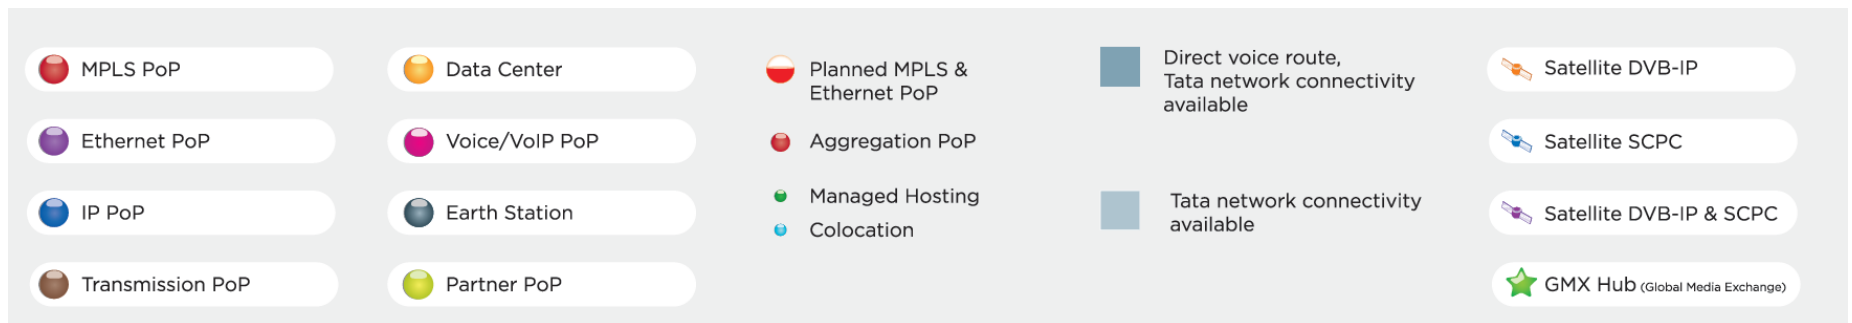 MPLS PoP
Ethernet PoP
IP PoP
Transmission PoP
Data Center
Voice/VoIP PoP
Earth Station
Partner PoP
Planned MPLS &
Ethernet PoP
Aggregation PoP
Managed Hosting
Colocation
Direct voice route,
Tata network connectivity
available
Tata network connectivity
available
Satellite DVB-IP
Satellite SCPC
Satellite DVB-IP & SCPC
GMX Hub (Global Media Exchange)